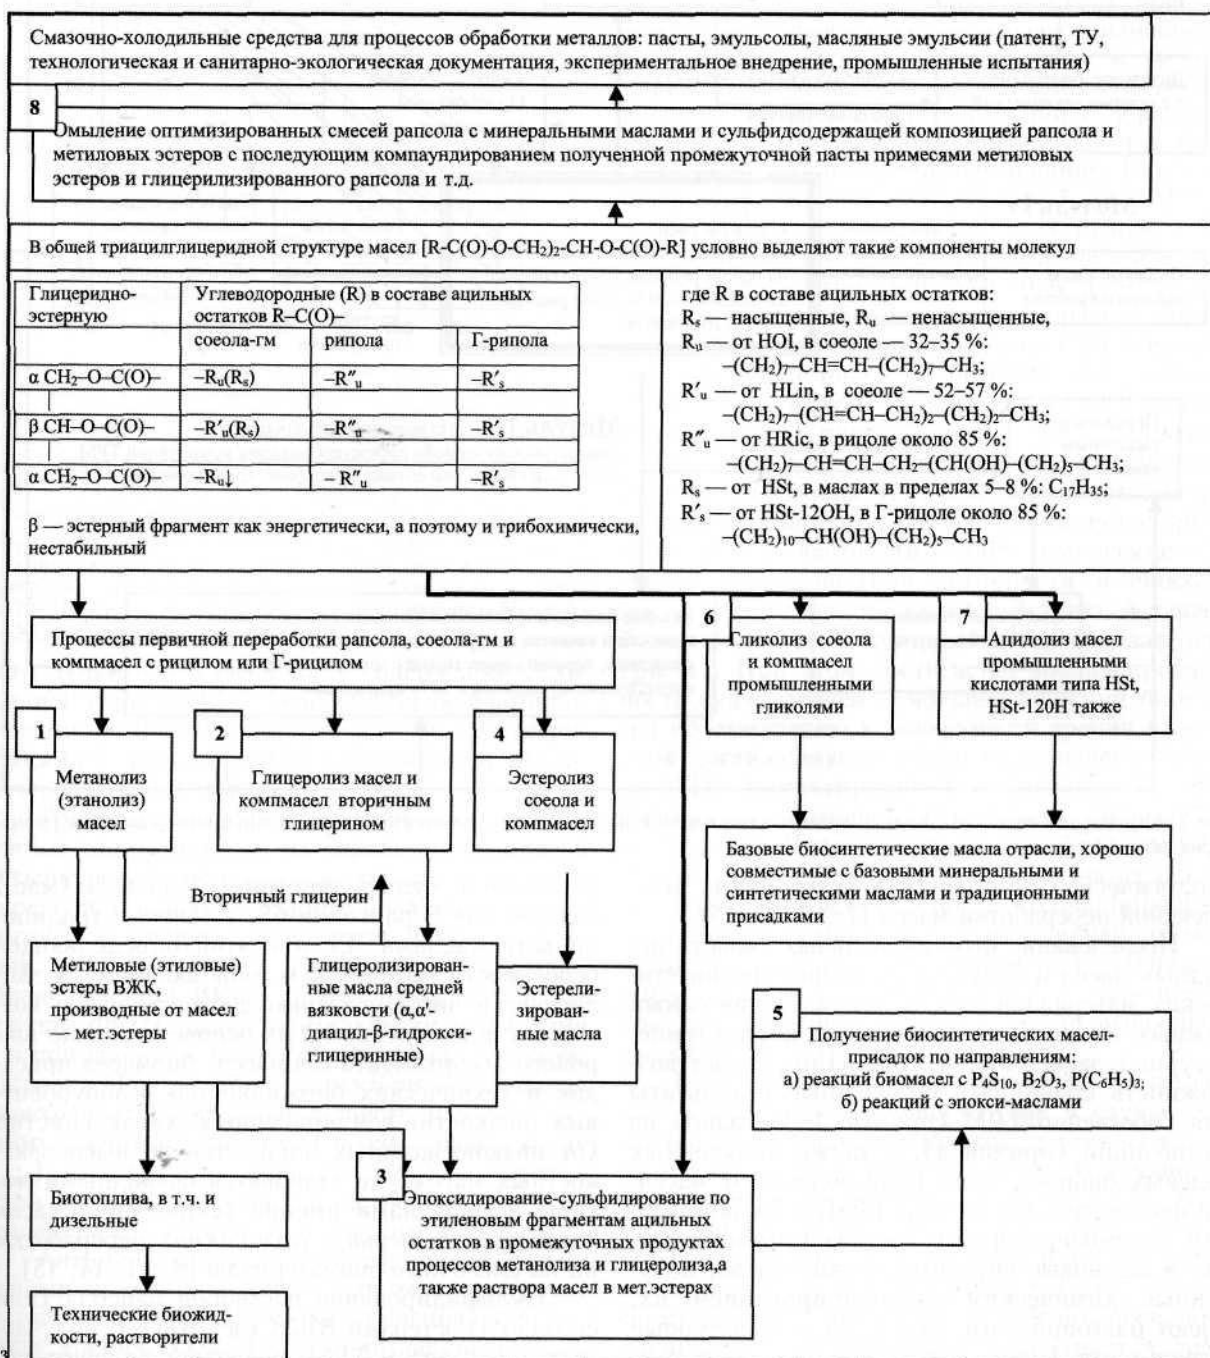 Смазочно-холодильные средства для процессов обработки металлов: пасты, эмульсолы, масляные эмульсии (патент, ТУ,
технологическая и санитарно-экологическая документация, экспериментальное внедрение, промышленные испытания)
8
Омыление оптимизированных смесей рапсола с минеральными маслами и сульфидсодержащей композицией рапсола и
метиловых эстеров с последующим компаундированием полученной промежуточной пасты примесями метиловых
эстеров и глицерилизированного рапсола и т.д.
В общей триацилглицеридной структуре масел [R-C(O)-O-CH₂)₂-CH-O-C(O)-R] условно выделяют такие компоненты молекул
Глицеридно-
эстерную
Углеводородные (R) в составе ацильных
остатков R–C(O)–
соеола-гм
рипола
Г-рипола
α CH₂–O–C(O)–
–Rᵤ(Rₛ)
–R″ᵤ
–R′ₛ
|
β CH–O–C(O)–
–R′ᵤ(Rₛ)
–R″ᵤ
–R′ₛ
|
α CH₂–O–C(O)–
–Rᵤ↓
– R″ᵤ
–R′ₛ
β — эстерный фрагмент как энергетически, а поэтому и трибохимически,
нестабильный
где R в составе ацильных остатков:
Rₛ — насыщенные, Rᵤ — ненасыщенные,
Rᵤ — от HOI, в соеоле — 32–35 %:
–(CH₂)₇–CH=CH–(CH₂)₇–CH₃;
R′ᵤ — от HLin, в соеоле — 52–57 %:
–(CH₂)₇–(CH=CH–CH₂)₂–(CH₂)₂–CH₃;
R″ᵤ — от HRic, в рицоле около 85 %:
–(CH₂)₇–CH=CH–CH₂–(CH(OH)–(CH₂)₅–CH₃;
Rₛ — от HSt, в маслах в пределах 5–8 %: C₁₇H₃₅;
R′ₛ — от HSt-12OH, в Г-рицоле около 85 %:
–(CH₂)₁₀–CH(OH)–(CH₂)₅–CH₃
Процессы первичной переработки рапсола, соеола-гм и
компмасел с рицилом или Г-рицилом
6
Гликолиз соеола
и компмасел
промышленными
гликолями
7
Ацидолиз масел
промышленными
кислотами типа HSt,
HSt-120H также
1
Метанолиз
(этанолиз)
масел
2
Глицеролиз масел и
компмасел вторичным
глицерином
4
Эстеролиз
соеола и
компмасел
Базовые биосинтетические масла отрасли, хорошо
совместимые с базовыми минеральными и
синтетическими маслами и традиционными
присадками
Вторичный глицерин
Метиловые (этиловые)
эстеры ВЖК,
производные от масел
— мет.эстеры
Глицеролизирован-
ные масла средней
вязковсти (α,α′-
диацил-β-гидрокси-
глицеринные)
Эстерели-
зирован-
ные масла
5
Получение биосинтетических масел-
присадок по направлениям:
а) реакций биомасел с P₄S₁₀, B₂O₃, P(C₆H₅)₃;
б) реакций с эпокси-маслами
Биотоплива, в т.ч. и
дизельные
3
Эпоксидирование-сульфидирование по
этиленовым фрагментам ацильных
остатков в промежуточных продуктах
процессов метанолиза и глицеролиза,а
также раствора масел в мет.эстерах
Технические биожид-
кости, растворители
3